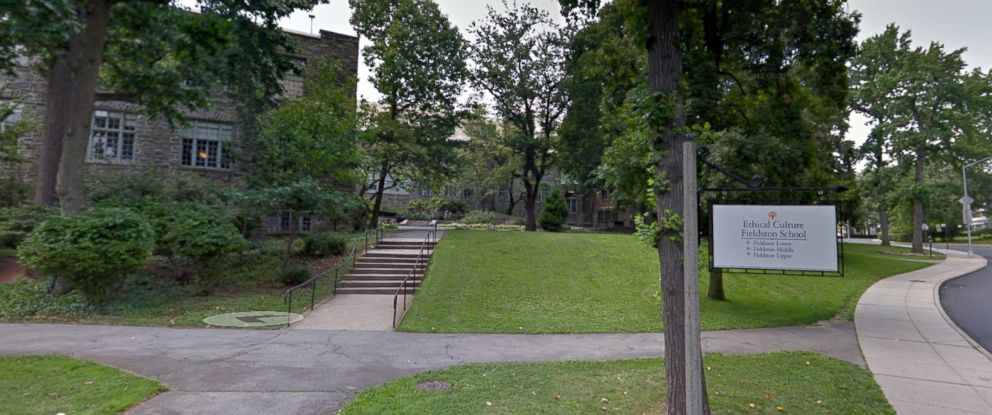 Ethical Culture
Fieldston School
← Fieldston Lower
← Fieldston Middle
↑ Fieldston Upper